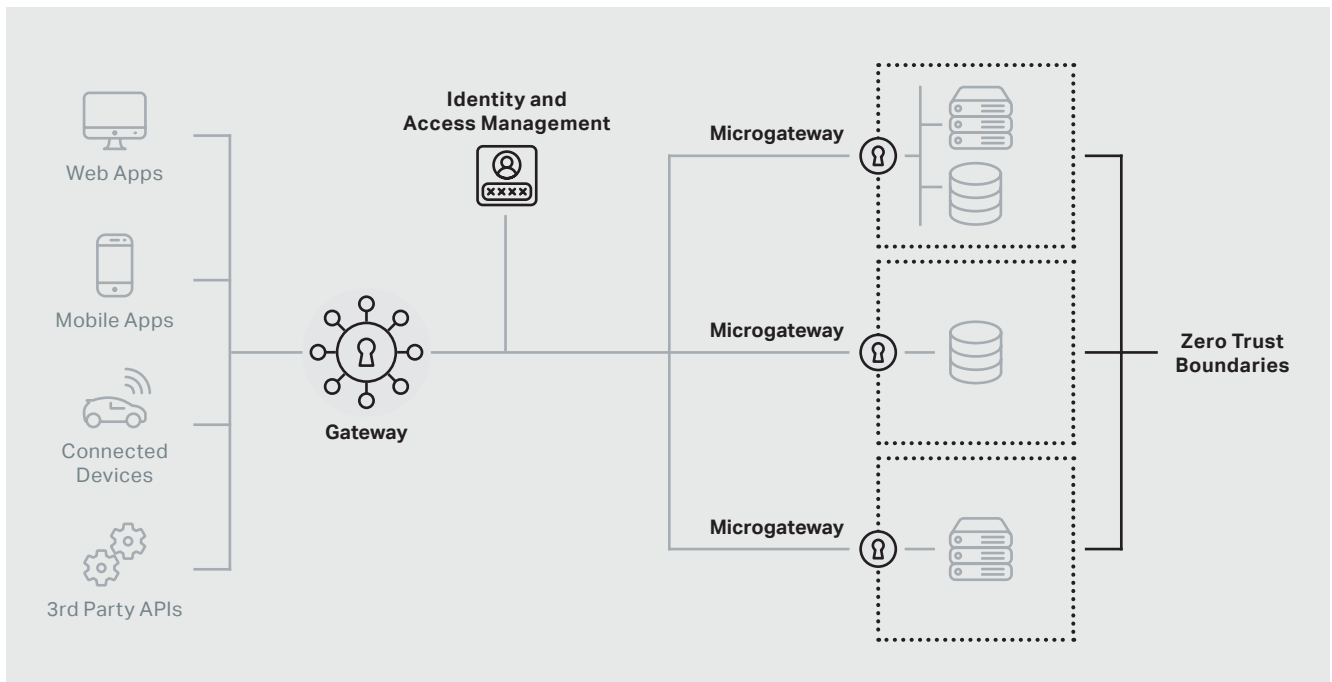 Web Apps
Mobile Apps
Connected
Devices
3rd Party APIs
Gateway
Identity and
Access Management
xxxx
Microgateway
Microgateway
Microgateway
Zero Trust
Boundaries